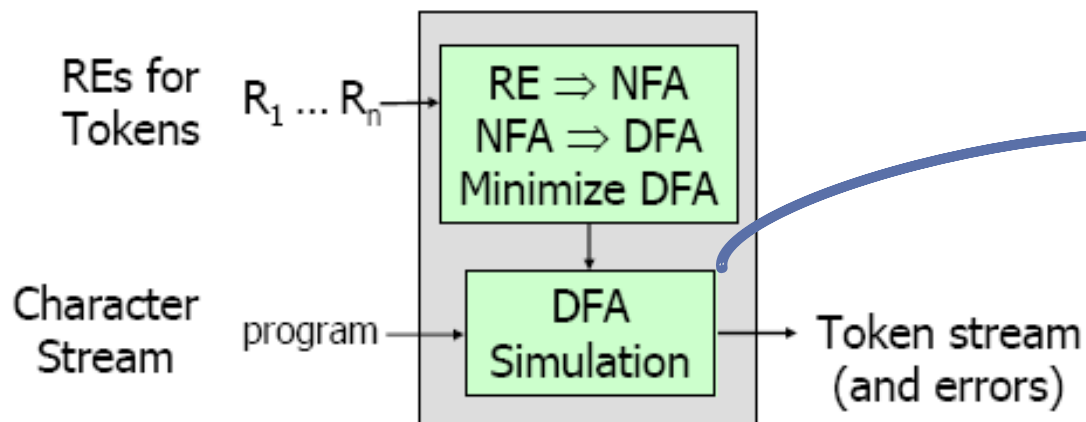 REs for
Tokens
R₁ ... Rₙ
RE ⇒ NFA
NFA ⇒ DFA
Minimize DFA
Character
Stream
program
DFA
Simulation
Token stream
(and errors)